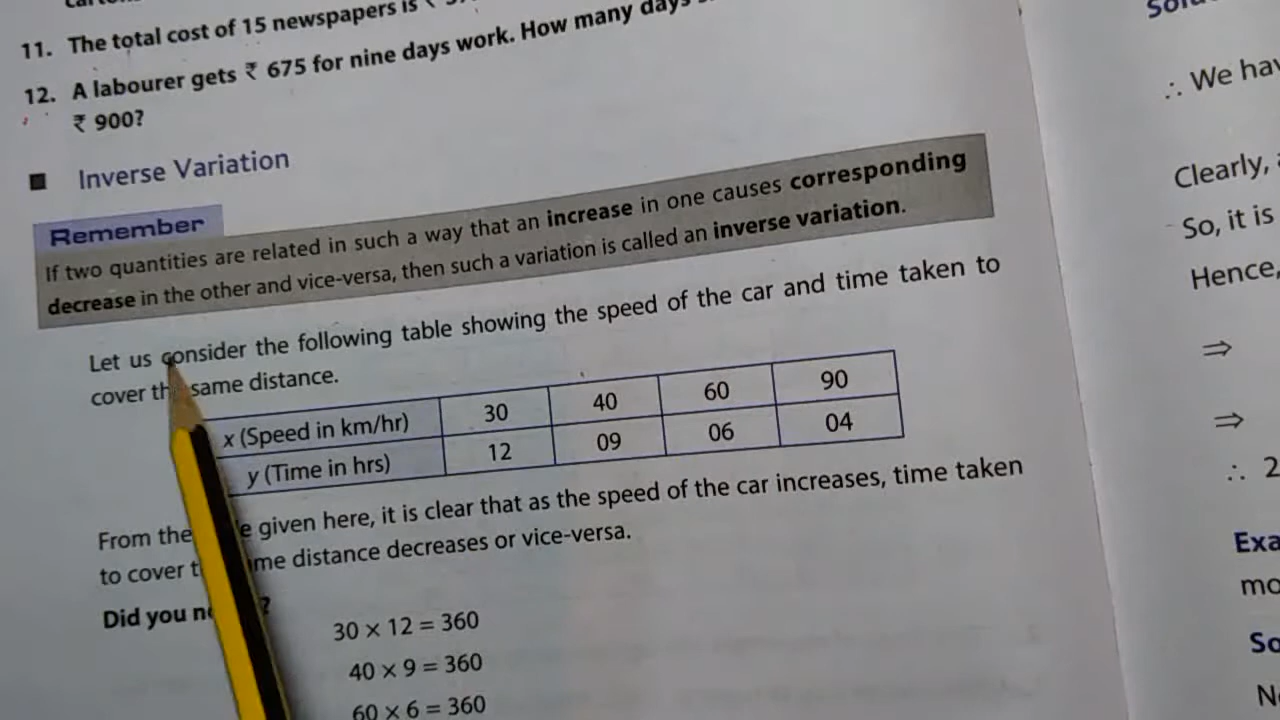 11. The total cost of 15 newspapers is ₹
12. A labourer gets ₹ 675 for nine days work. How many days
₹ 900?
■ Inverse Variation
Remember
If two quantities are related in such a way that an increase in one causes corresponding
decrease in the other and vice-versa, then such a variation is called an inverse variation.
Let us consider the following table showing the speed of the car and time taken to
cover th same distance.
x (Speed in km/hr) 30 40 60 90
y (Time in hrs) 12 09 06 04
From the given here, it is clear that as the speed of the car increases, time taken
to cover t me distance decreases or vice-versa.
Did you ?
30 × 12 = 360
40 × 9 = 360
60 × 6 = 360
∴ We hav
Clearly,
So, it is
Hence,
⇒
⇒
∴ 2
Exa
mo
So
N